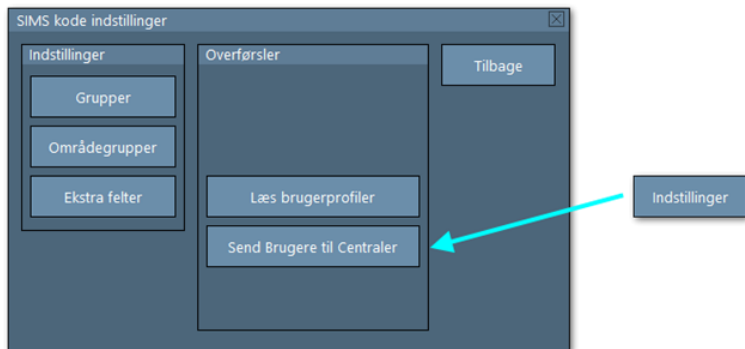 SIMS kode indstillinger
Indstillinger
Grupper
Områdegrupper
Ekstra felter
Overførsler
Læs brugerprofiler
Send Brugere til Centraler
Tilbage
Indstillinger